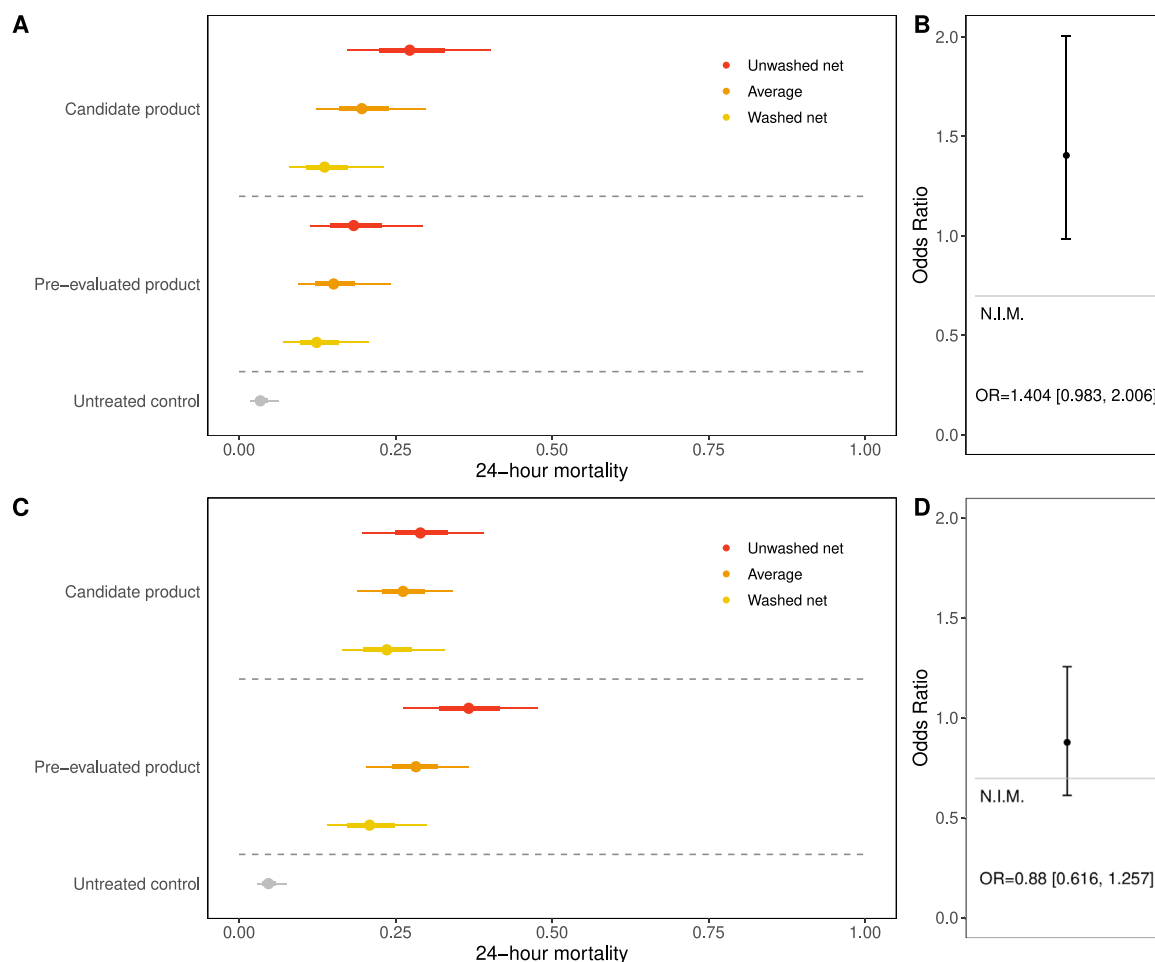 A
Candidate product
Pre−evaluated product
Untreated control
Unwashed net
Average
Washed net
0.00 0.25 0.50 0.75 1.00
24−hour mortality
B
Odds Ratio
2.0
1.5
1.0
0.5
0.0
N.I.M.
OR=1.404 [0.983, 2.006]
C
Candidate product
Pre−evaluated product
Untreated control
Unwashed net
Average
Washed net
0.00 0.25 0.50 0.75 1.00
24−hour mortality
D
Odds Ratio
2.0
1.5
1.0
0.5
0.0
N.I.M.
OR=0.88 [0.616, 1.257]